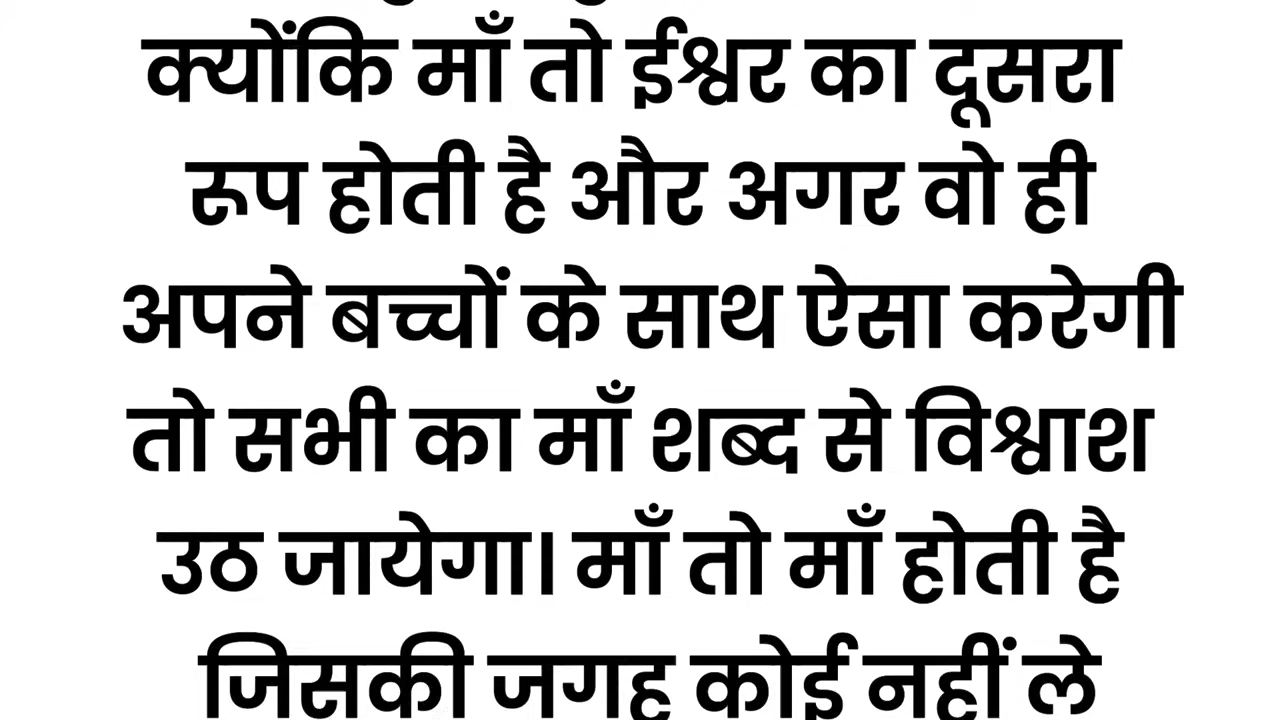 क्योंकि माँ तो ईश्वर का दूसरा
रूप होती है और अगर वो ही
अपने बच्चों के साथ ऐसा करेगी
तो सभी का माँ शब्द से विश्वाश
उठ जायेगा। माँ तो माँ होती है
जिसकी जगह कोई नहीं ले